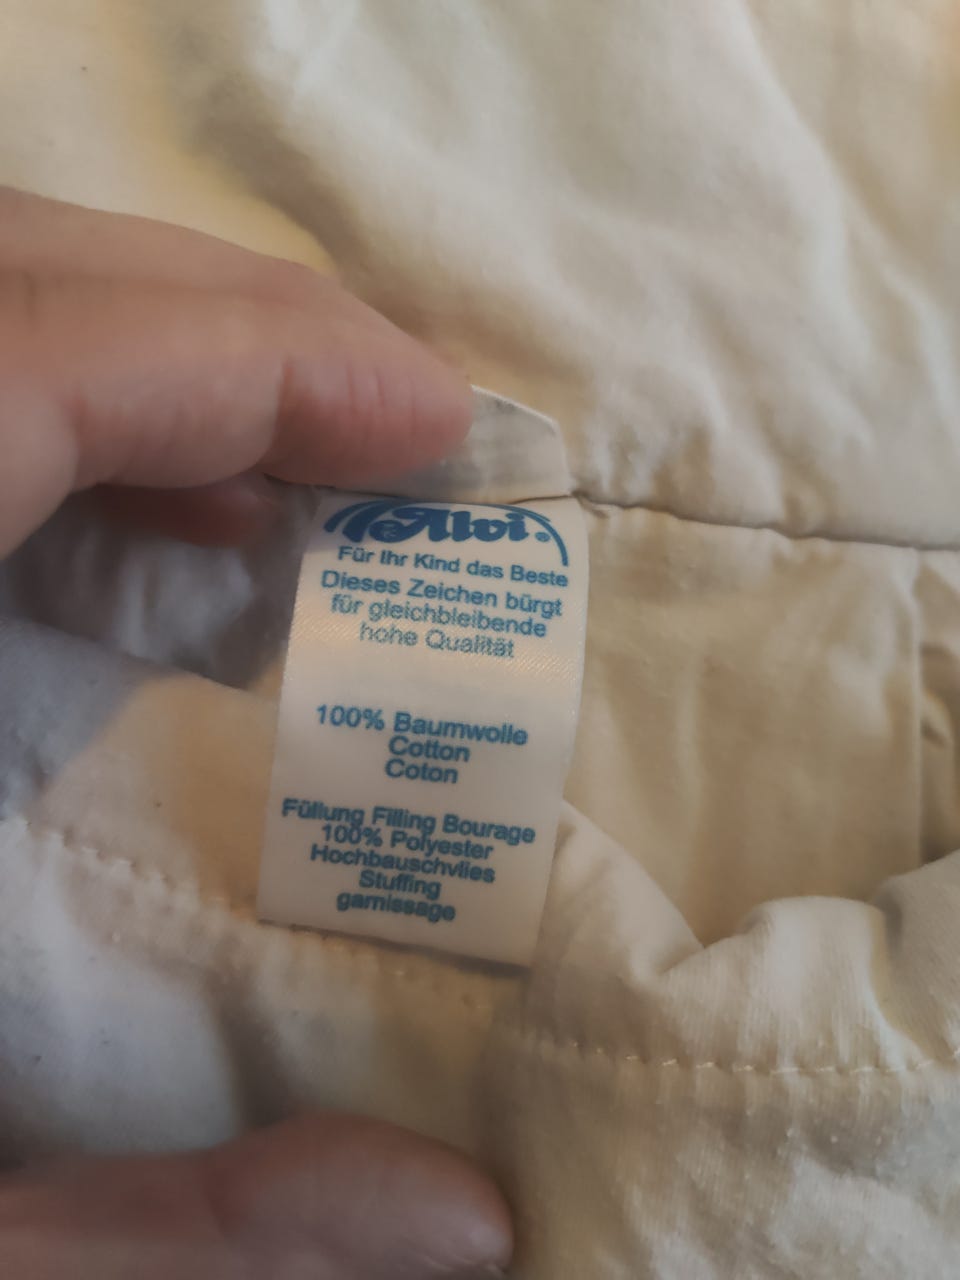 Alvi®
Für Ihr Kind das Beste
Dieses Zeichen bürgt
für gleichbleibende
hohe Qualität
100% Baumwolle
Cotton
Coton
Füllung Filling Bourage
100% Polyester
Hochbauschvlies
Stuffing
garnissage